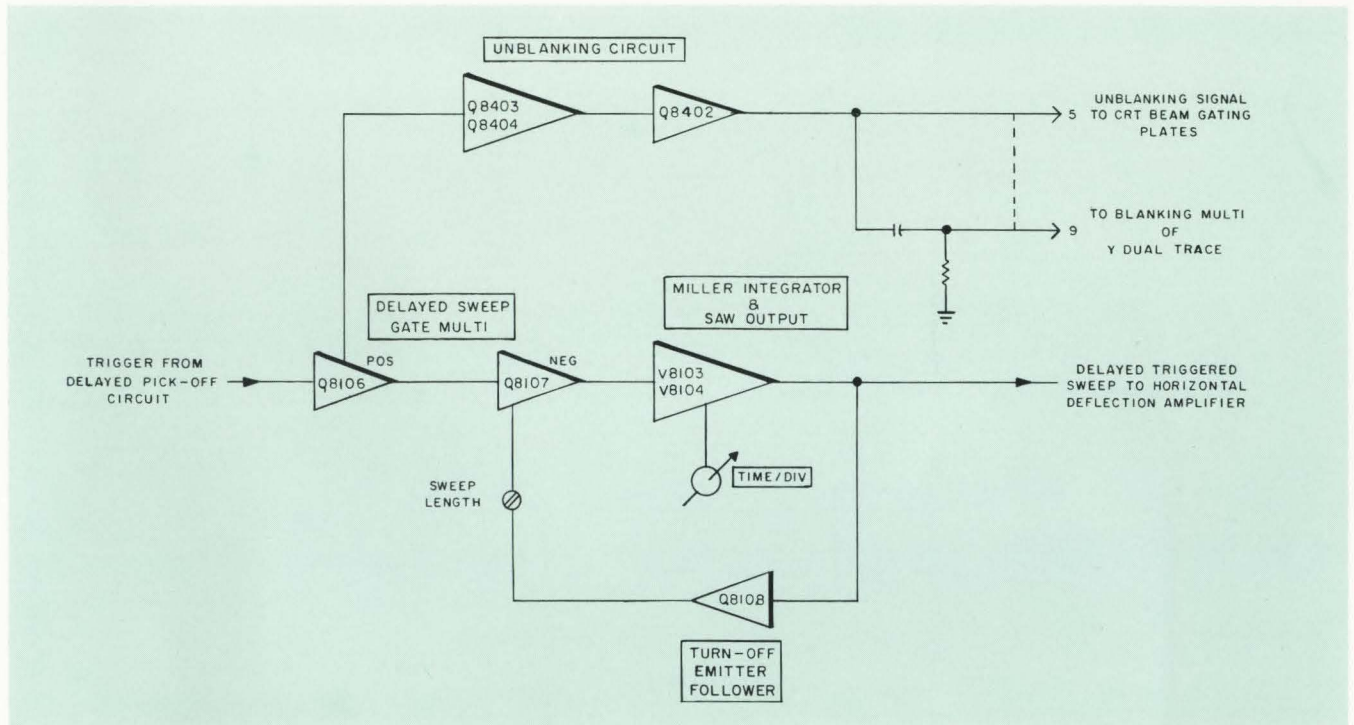 UNBLANKING CIRCUIT
Q8403
Q8404
Q8402
5
UNBLANKING SIGNAL
TO CRT BEAM GATING
PLATES
9
TO BLANKING MULTI
OF
Y DUAL TRACE
DELAYED SWEEP
GATE MULTI
MILLER INTEGRATOR
&
SAW OUTPUT
TRIGGER FROM
DELAYED PICK-OFF
CIRCUIT
Q8106
POS
Q8107
NEG
V8103
V8104
DELAYED TRIGGERED
SWEEP TO HORIZONTAL
DEFLECTION AMPLIFIER
SWEEP
LENGTH
TIME/DIV
Q8108
TURN-OFF
EMITTER
FOLLOWER